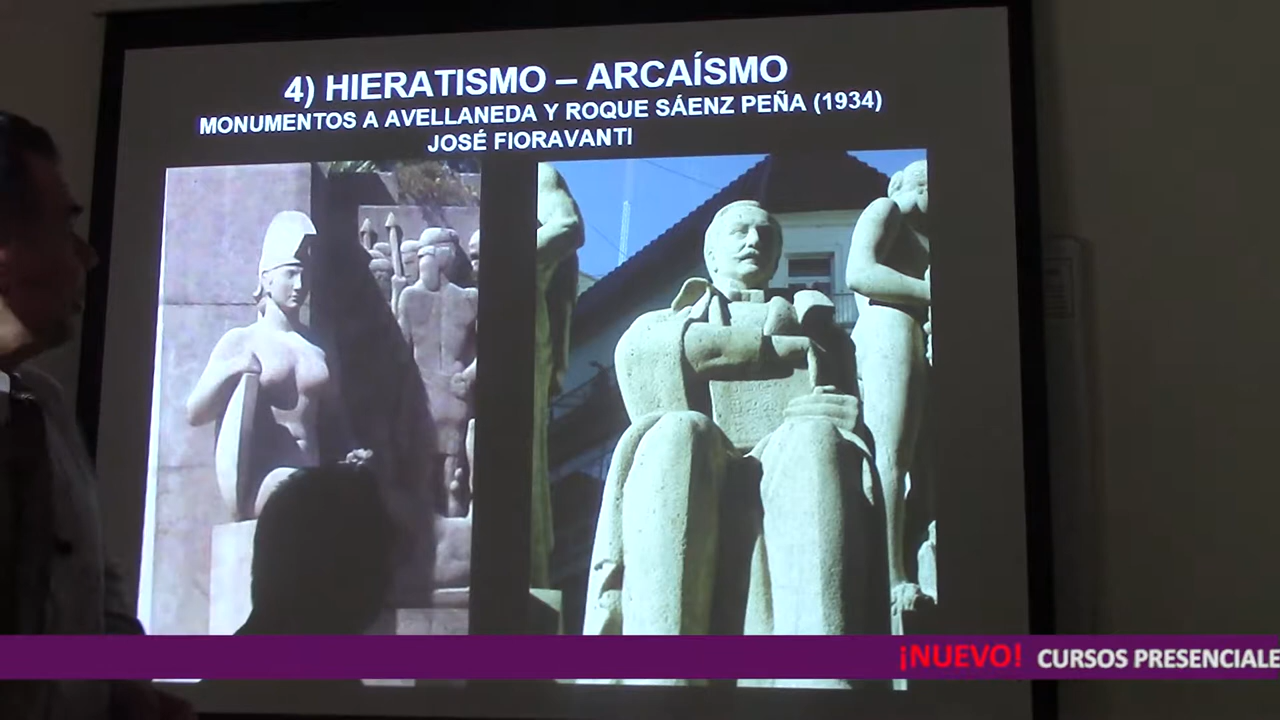 4) HIERATISMO – ARCAÍSMO
MONUMENTOS A AVELLANEDA Y ROQUE SÁENZ PEÑA (1934)
JOSÉ FIORAVANTI
¡NUEVO! CURSOS PRESENCIALE